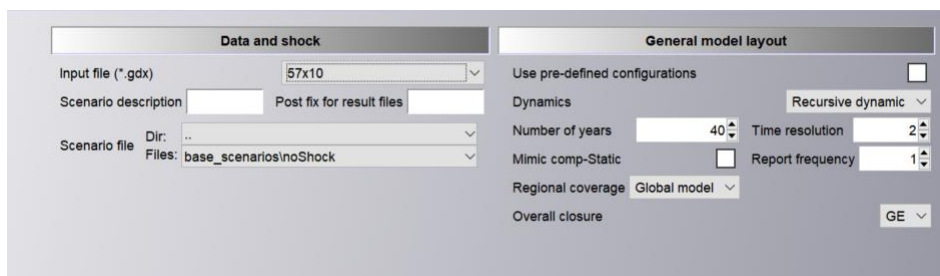 Data and shock
Input file (*.gdx) 57x10
Scenario description Post fix for result files
Scenario file Dir: ..
Files: base_scenarios\noShock
General model layout
Use pre-defined configurations
Dynamics Recursive dynamic
Number of years 40 Time resolution 2
Mimic comp-Static Report frequency 1
Regional coverage Global model
Overall closure GE